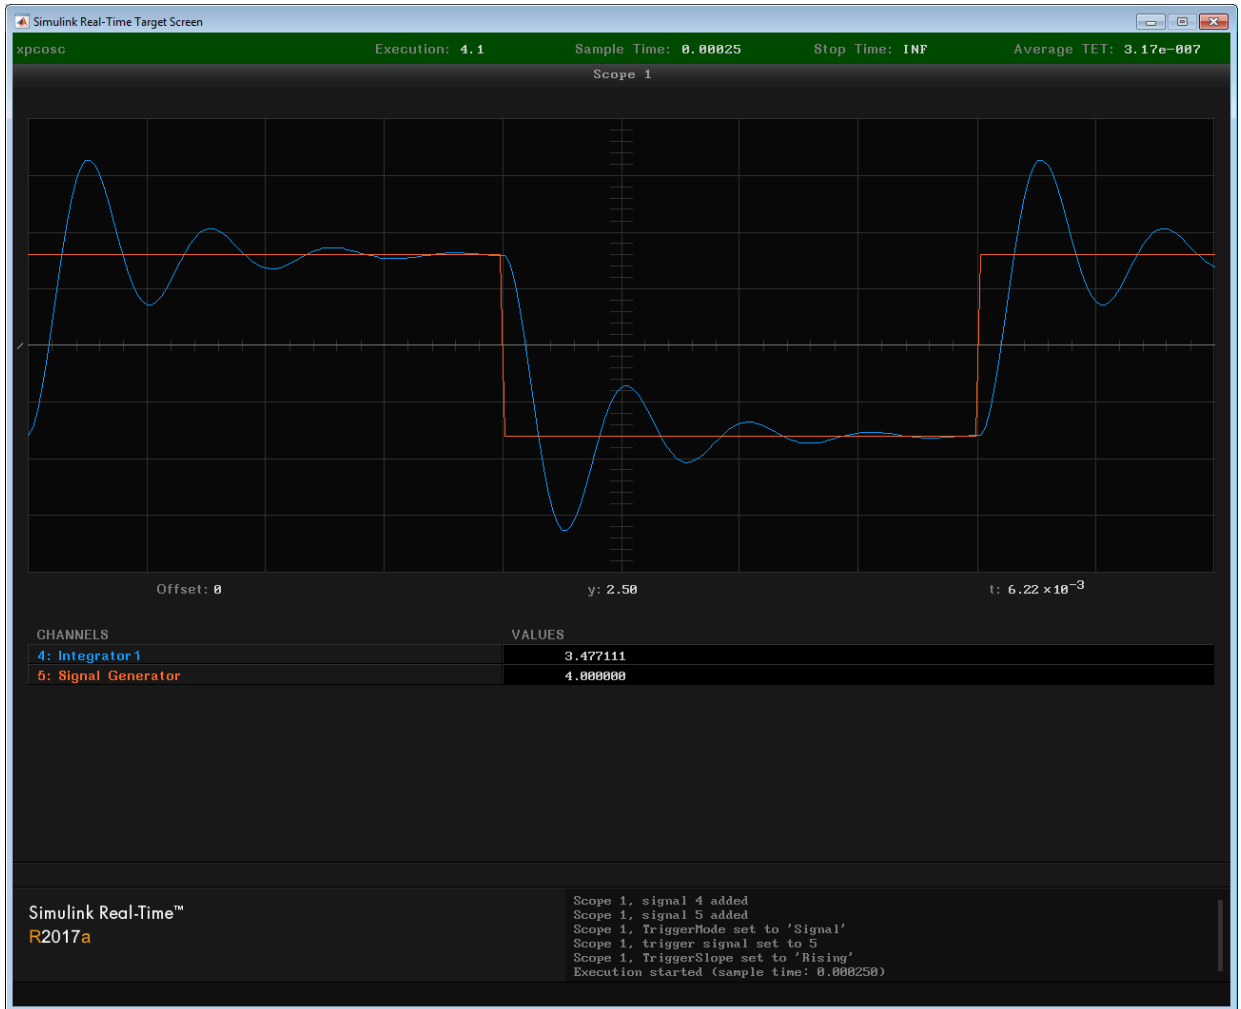 Simulink Real-Time Target Screen
xpcosc Execution: 4.1 Sample Time: 0.00025 Stop Time: INF Average TET: 3.17e-007
Scope 1
Offset: 0 y: 2.50 t: 6.22 ×10⁻³
CHANNELS VALUES
4: Integrator1 3.477111
5: Signal Generator 4.000000
Simulink Real-Time™
R2017a
Scope 1, signal 4 added
Scope 1, signal 5 added
Scope 1, TriggerMode set to 'Signal'
Scope 1, trigger signal set to 5
Scope 1, TriggerSlope set to 'Rising'
Execution started (sample time: 0.000250)